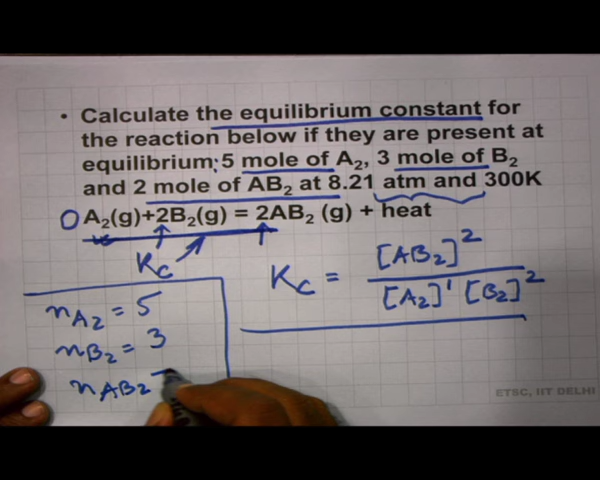 • Calculate the equilibrium constant for
the reaction below if they are present at
equilibrium; 5 mole of A₂, 3 mole of B₂
and 2 mole of AB₂ at 8.21 atm and 300K
A₂(g)+2B₂(g) = 2AB₂ (g) + heat
Kc
Kc = [AB₂]² / [A₂]¹ [B₂]²
nA₂ = 5
nB₂ = 3
nAB₂
ETSC, IIT DELHI